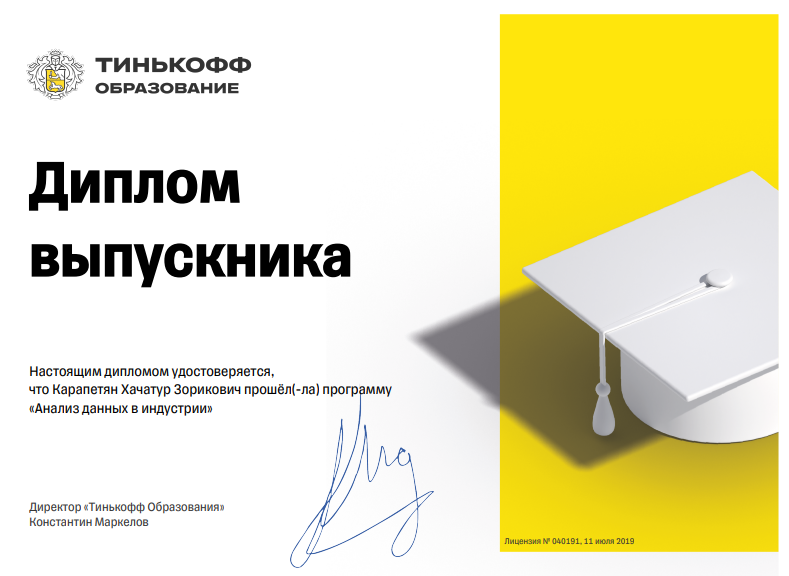 ТИНЬКОФФ
ОБРАЗОВАНИЕ
Диплом
выпускника
Настоящим дипломом удостоверяется,
что Карапетян Хачатур Зорикович прошёл(-ла) программу
«Анализ данных в индустрии»
Директор «Тинькофф Образования»
Константин Маркелов
Лицензия № 040191, 11 июля 2019